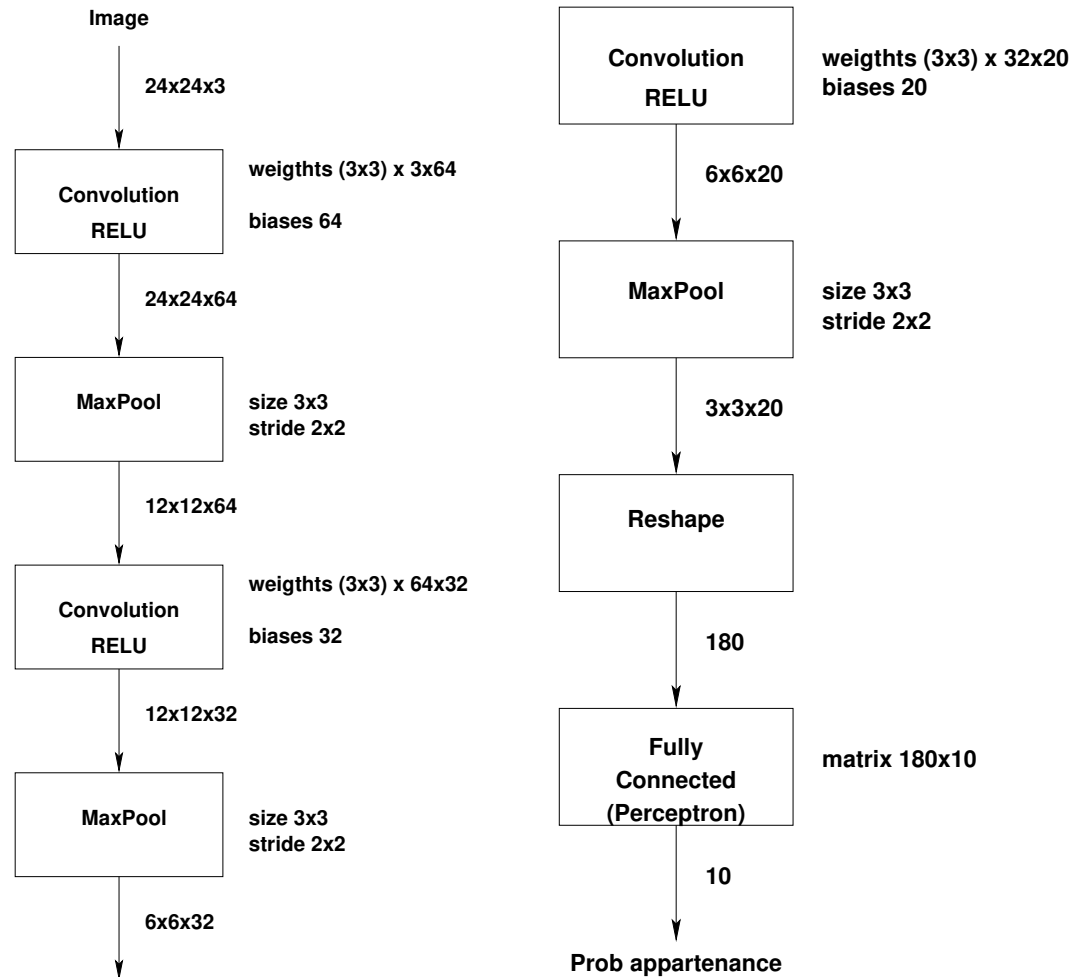 Image
24x24x3
Convolution
RELU
weigthts (3x3) x 3x64
biases 64
24x24x64
MaxPool
size 3x3
stride 2x2
12x12x64
Convolution
RELU
weigthts (3x3) x 64x32
biases 32
12x12x32
MaxPool
size 3x3
stride 2x2
6x6x32
Convolution
RELU
weigthts (3x3) x 32x20
biases 20
6x6x20
MaxPool
size 3x3
stride 2x2
3x3x20
Reshape
180
Fully
Connected
(Perceptron)
matrix 180x10
10
Prob appartenance